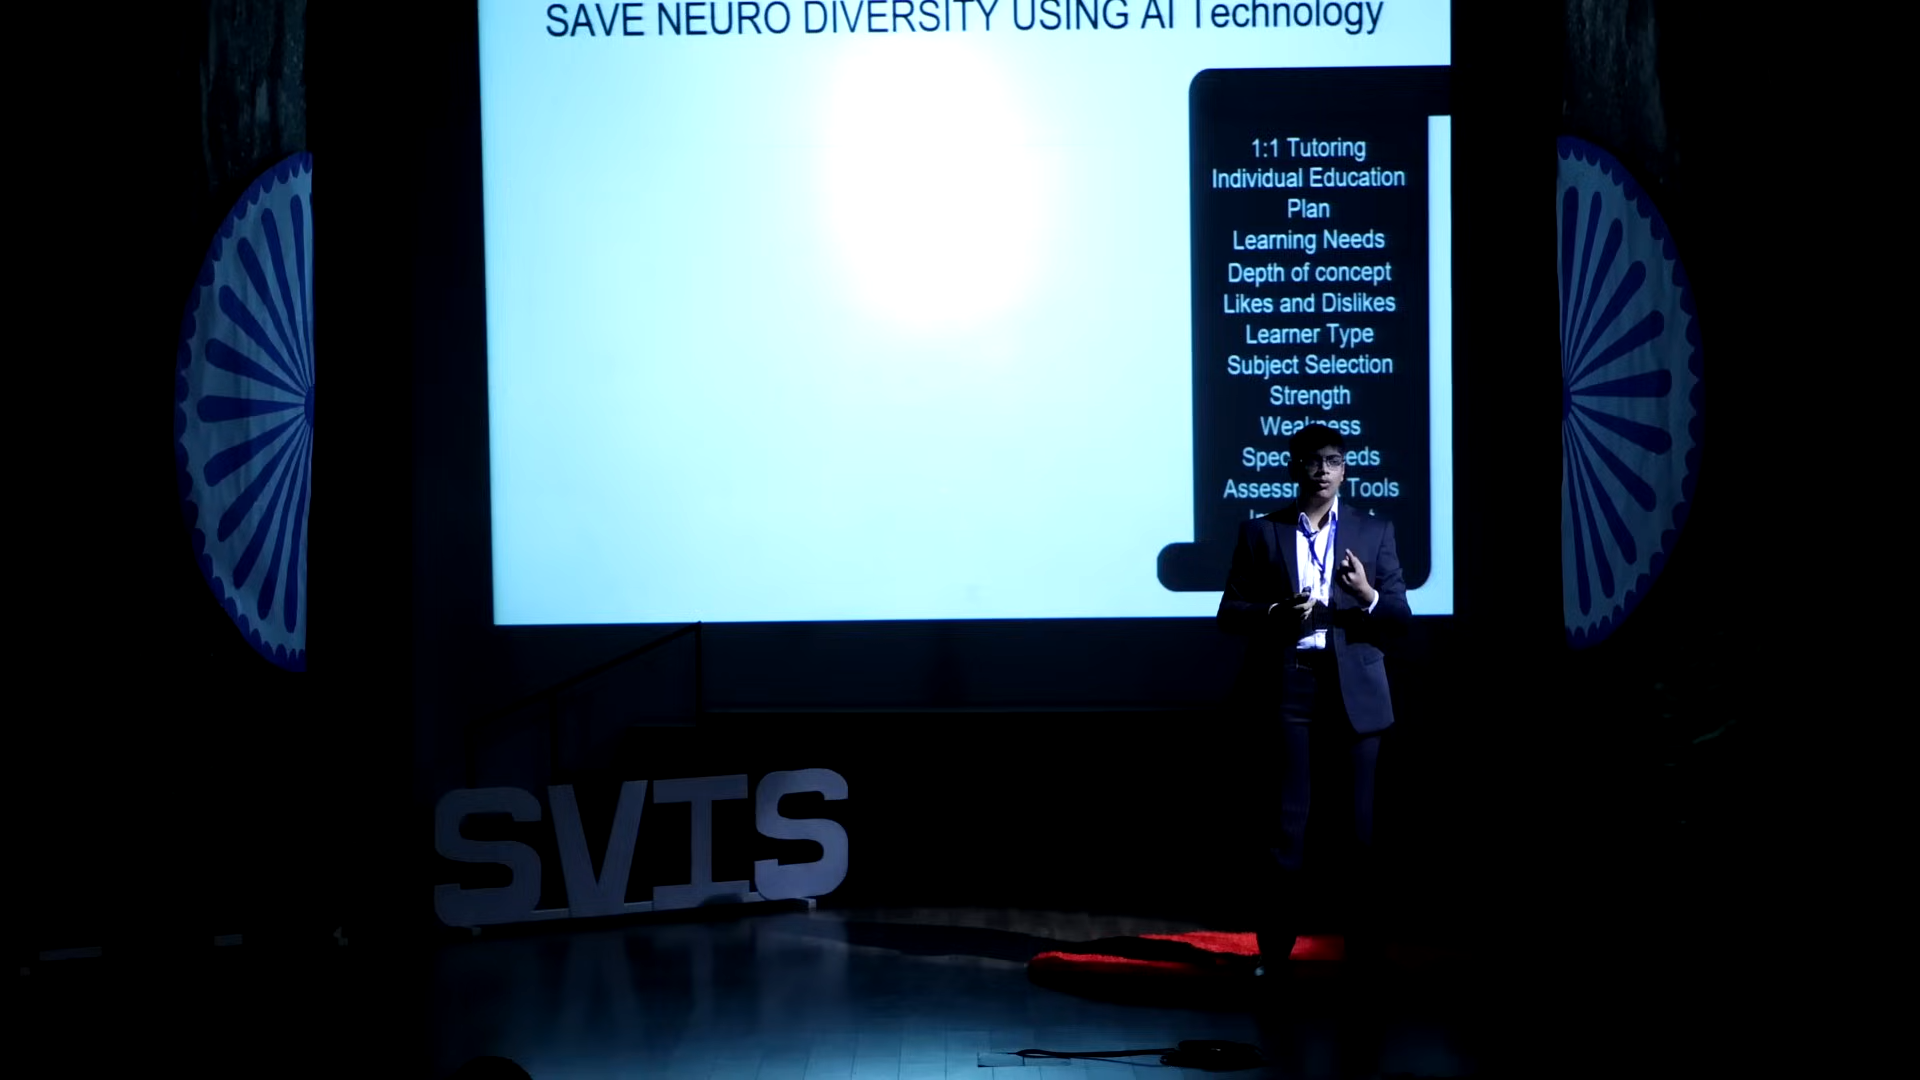 SAVE NEURO DIVERSITY USING AI Technology
1:1 Tutoring
Individual Education
Plan
Learning Needs
Depth of concept
Likes and Dislikes
Learner Type
Subject Selection
Strength
Weakness
Tools
SVIS